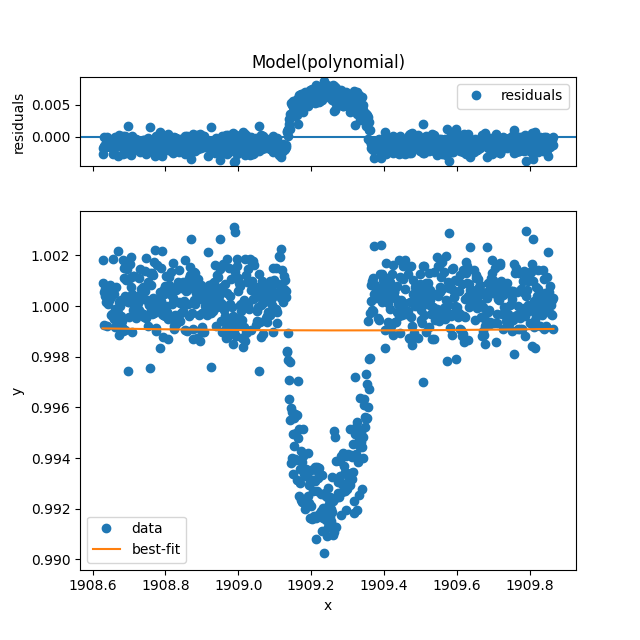 Model(polynomial)
residuals
0.005
0.000
residuals
y
1.002
1.000
0.998
0.996
0.994
0.992
0.990
data
best-fit
1908.6 1908.8 1909.0 1909.2 1909.4 1909.6 1909.8
x